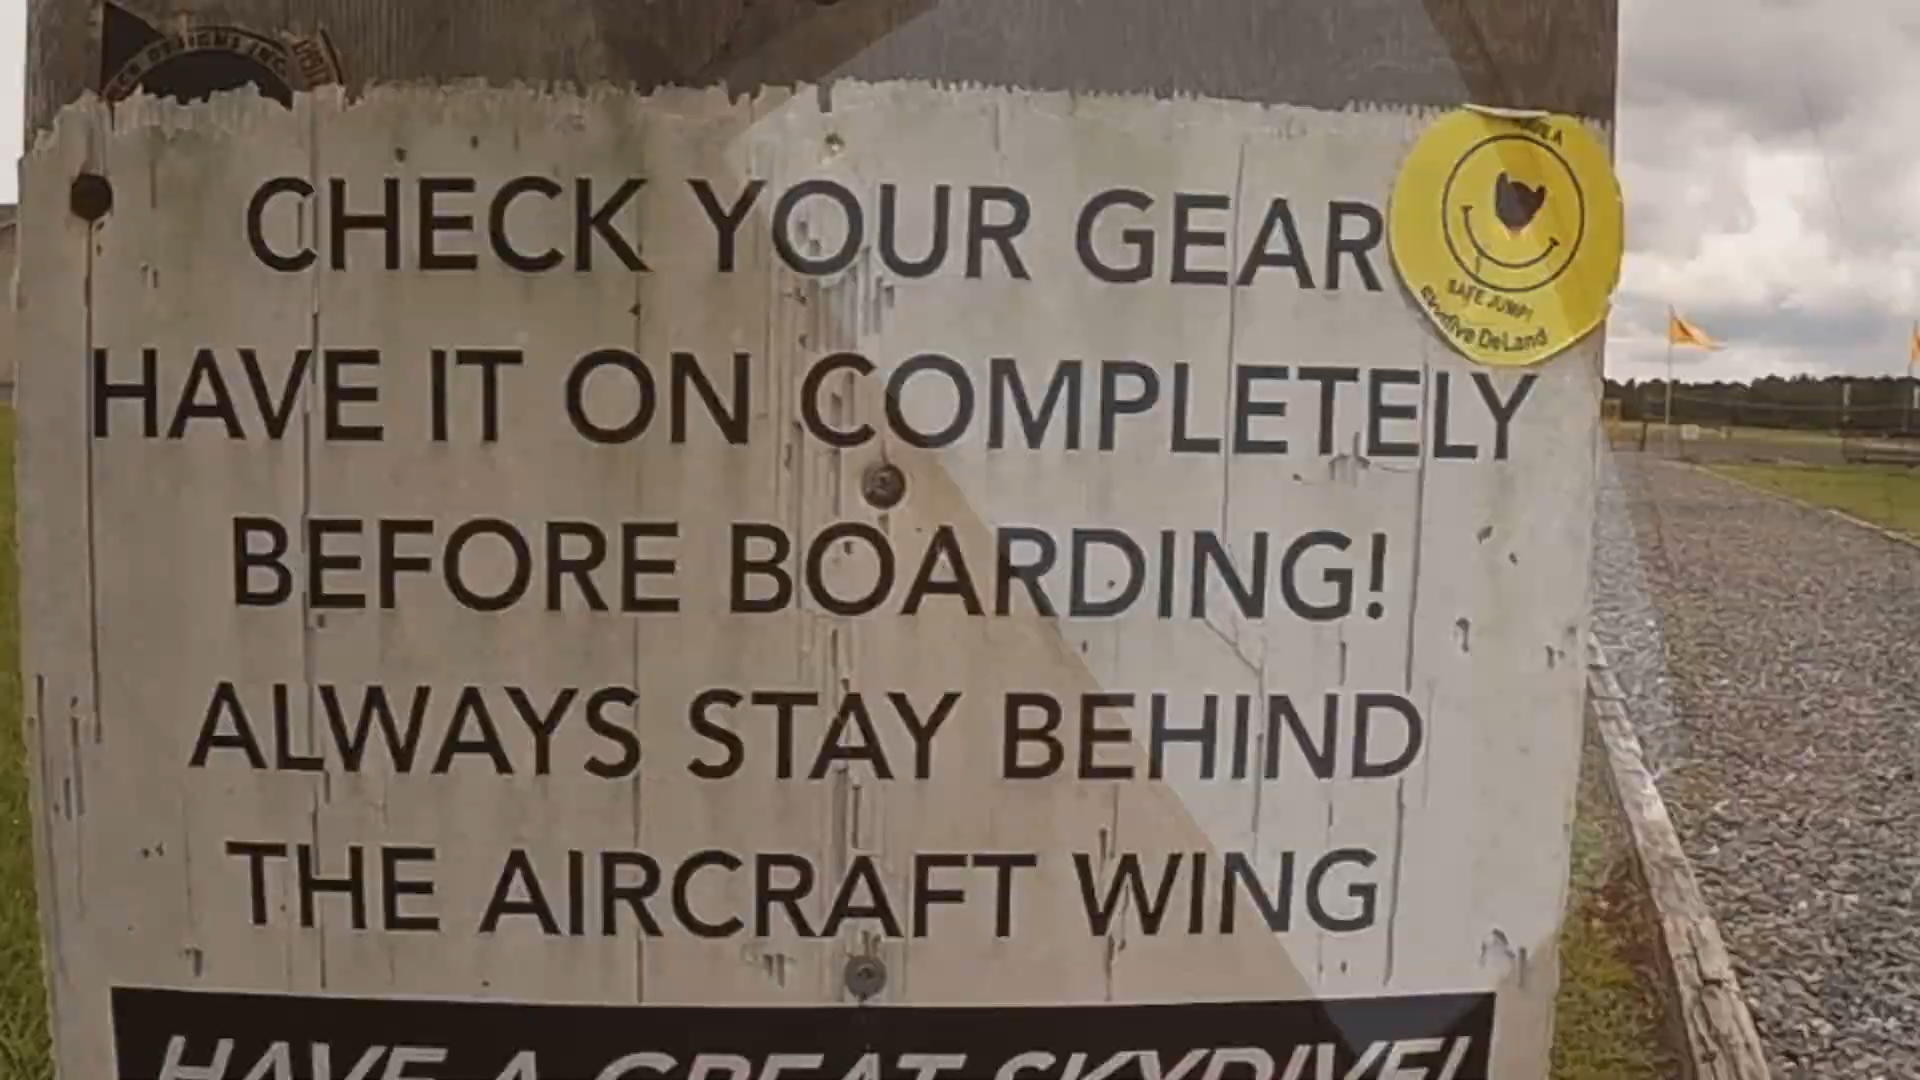 CHECK YOUR GEAR
HAVE IT ON COMPLETELY
BEFORE BOARDING!
ALWAYS STAY BEHIND
THE AIRCRAFT WING
HAVE A GREAT SKYDIVE!
SAFE JUMP!
Skydive DeLand